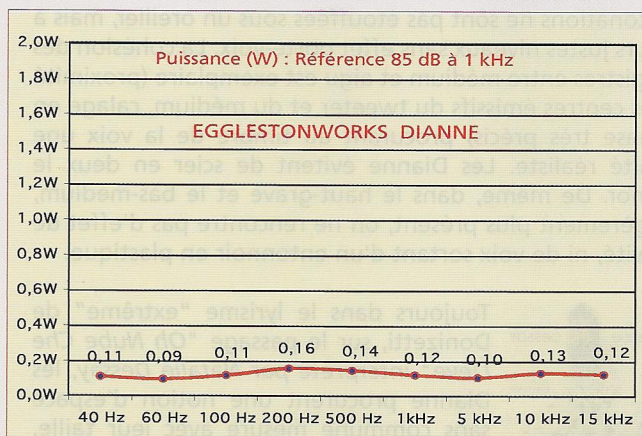 2,0W
Puissance (W) : Référence 85 dB à 1 kHz
1,8W
1,6W
EGGLESTONWORKS DIANNE
1,4W
1,2W
1,0W
0,8W
0,6W
0,4W
0,2W
0,0W
0,11 0,09 0,11 0,16 0,14 0,12 0,10 0,13 0,12
40 Hz 60 Hz 100 Hz 200 Hz 500 Hz 1kHz 5 kHz 10 kHz 15 kHz